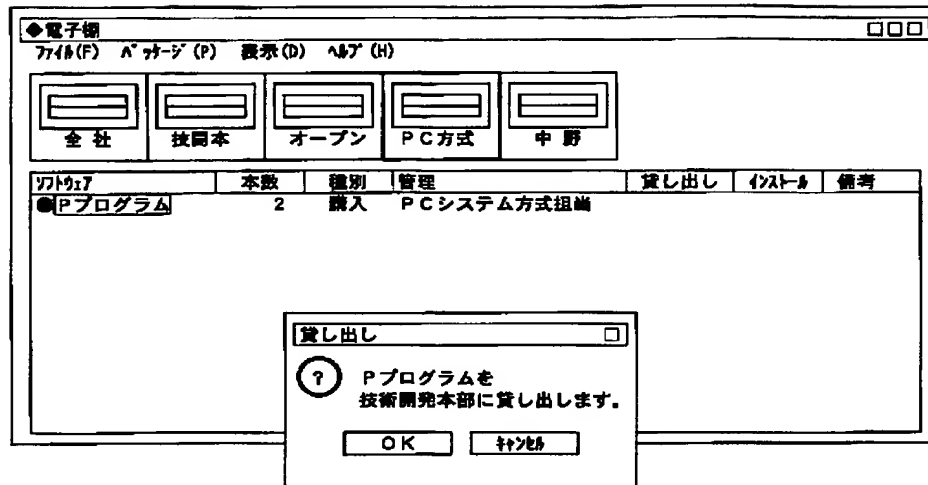 ◆電子棚
ﾌｧｲﾙ(F) ﾊﾟｯｹｰｼﾞ(P) 表示(D) ﾍﾙﾌﾟ(H)
全社 技開本 オープン PC方式 中野
ｿﾌﾄｳｪｱ 本数 種別 管理 貸し出し ｲﾝｽﾄｰﾙ 備考
●Pプログラム 2 購入 PCシステム方式担当
貸し出し
? Pプログラムを
技術開発本部に貸し出します。
OK ｷｬﾝｾﾙ